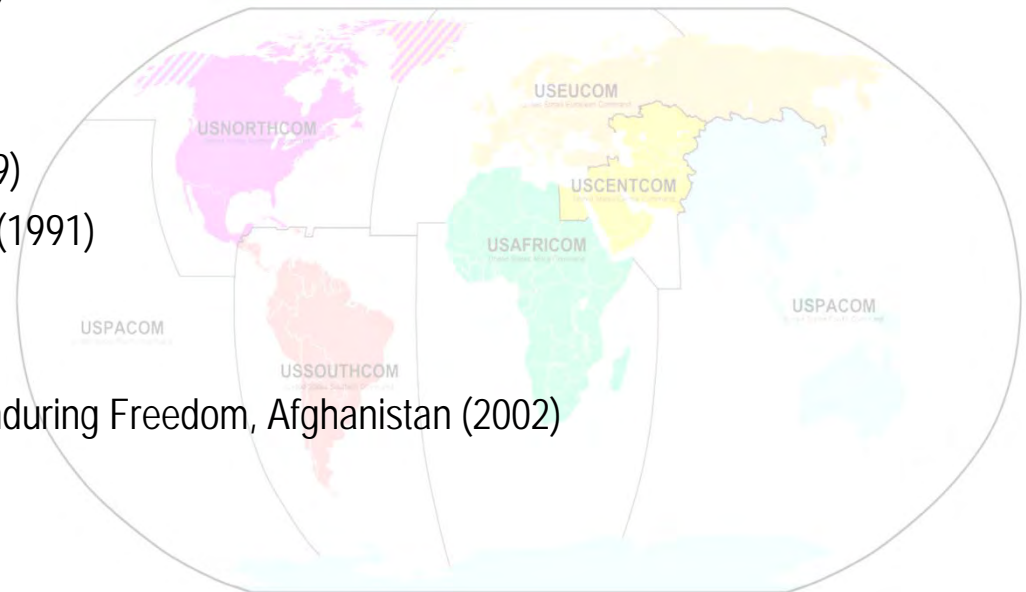 USEUCOM
USNORTHCOM
9)
USCENTCOM
(1991)
USAFRICOM
USPACOM
USPACOM
USSOUTHCOM
nduring Freedom, Afghanistan (2002)